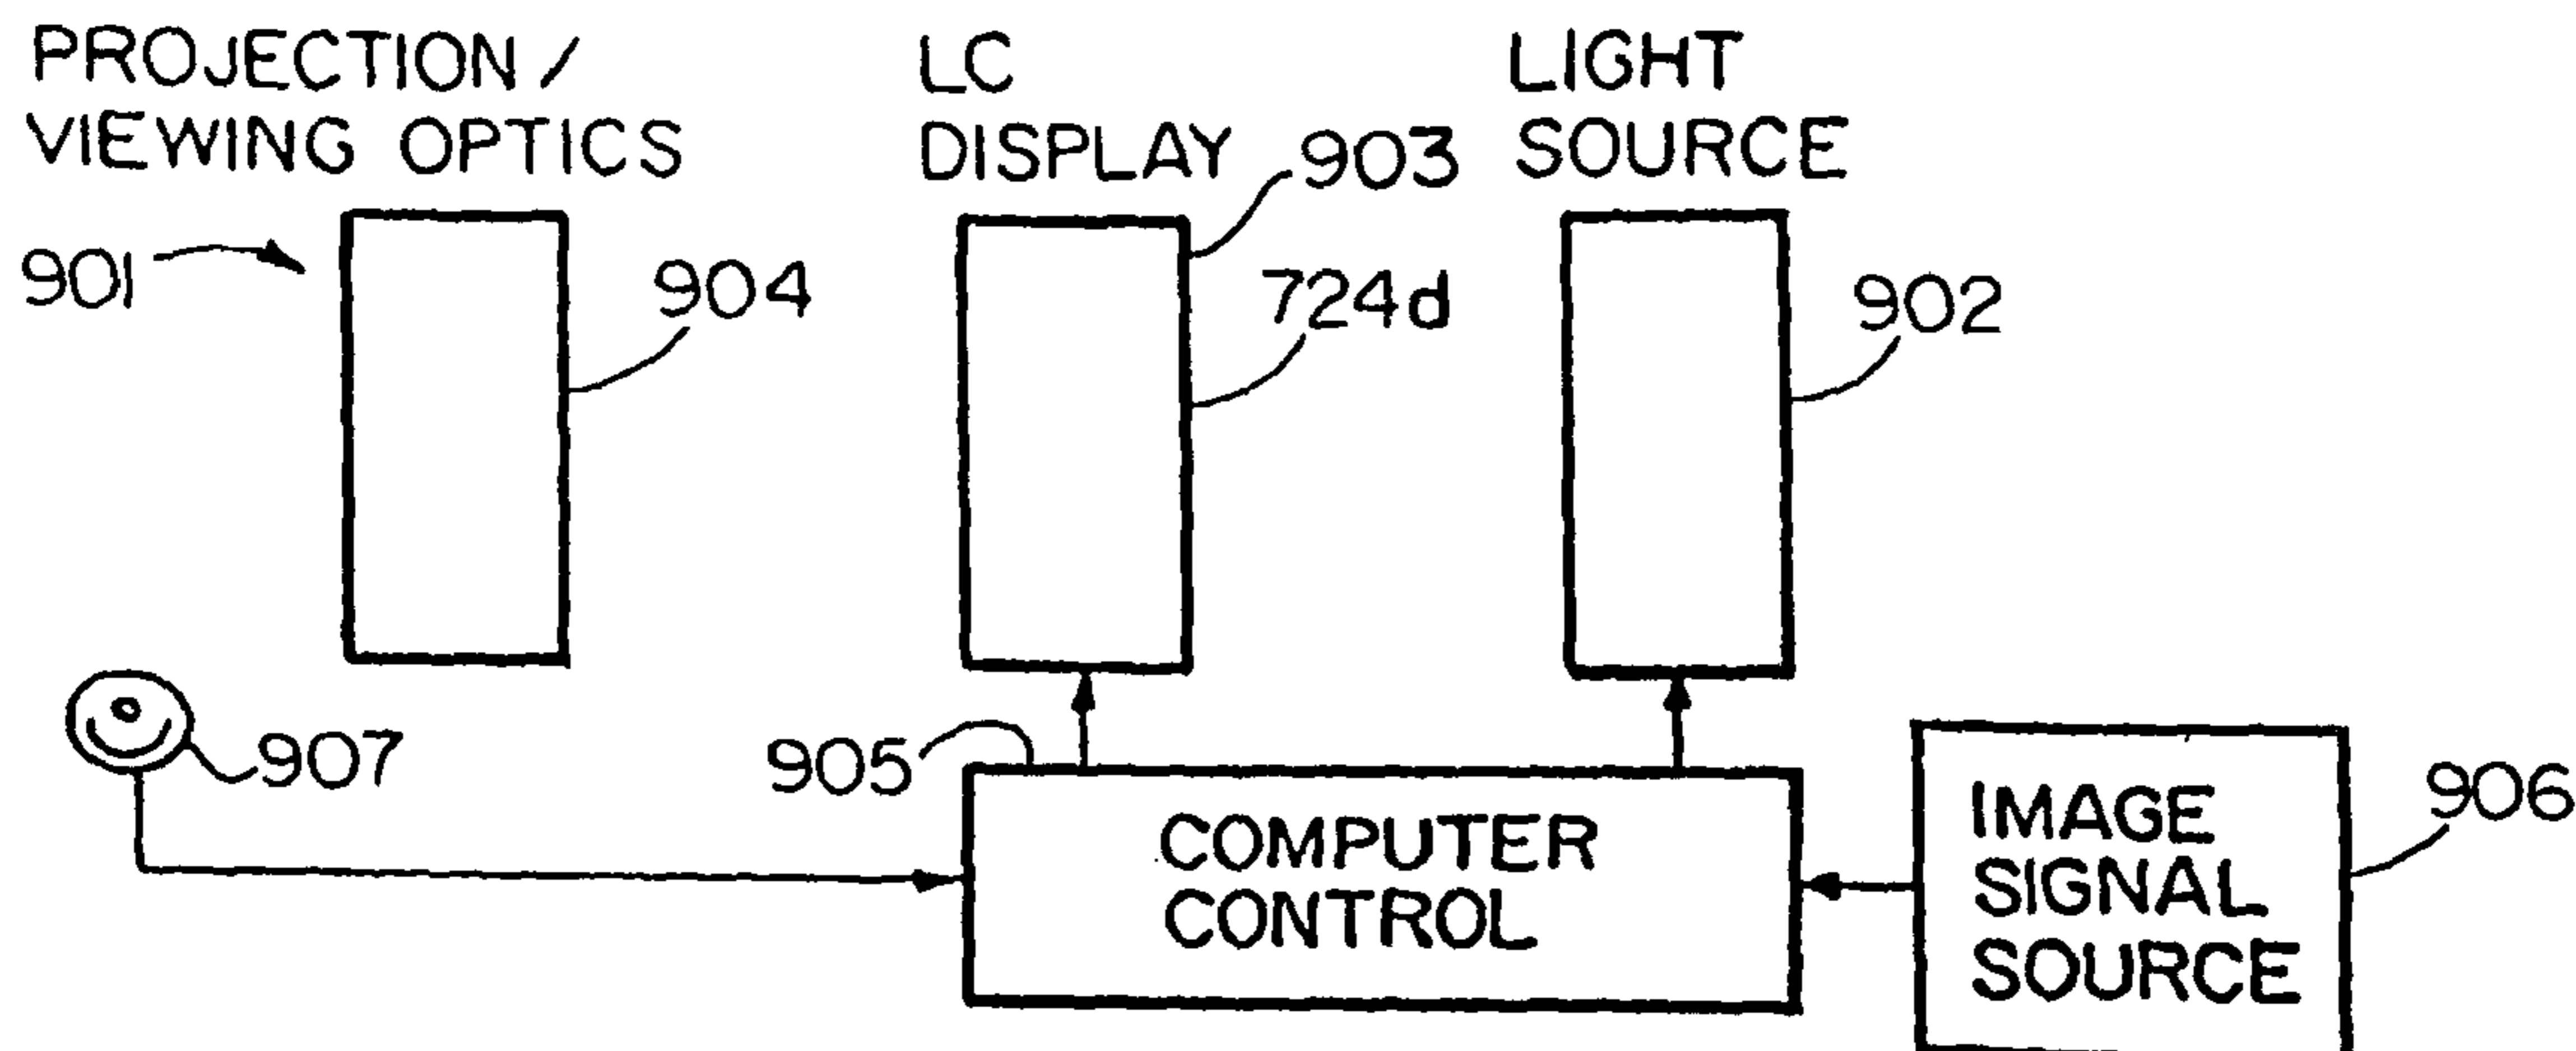 PROJECTION /
VIEWING OPTICS
LC
DISPLAY
LIGHT
SOURCE
903
901
904
724d
902
907
905
COMPUTER
CONTROL
IMAGE
SIGNAL
SOURCE
906